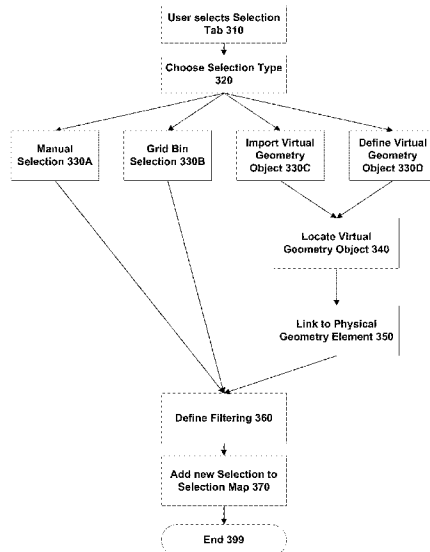 User selects Selection
Tab 310
Choose Selection Type
320
Manual
Selection 330A
Grid Bin
Selection 330B
Import Virtual
Geometry
Object 330C
Define Virtual
Geometry
Object 330D
Locate Virtual
Geometry Object 340
Link to Physical
Geometry Element 350
Define Filtering 360
Add new Selection to
Selection Map 370
End 399